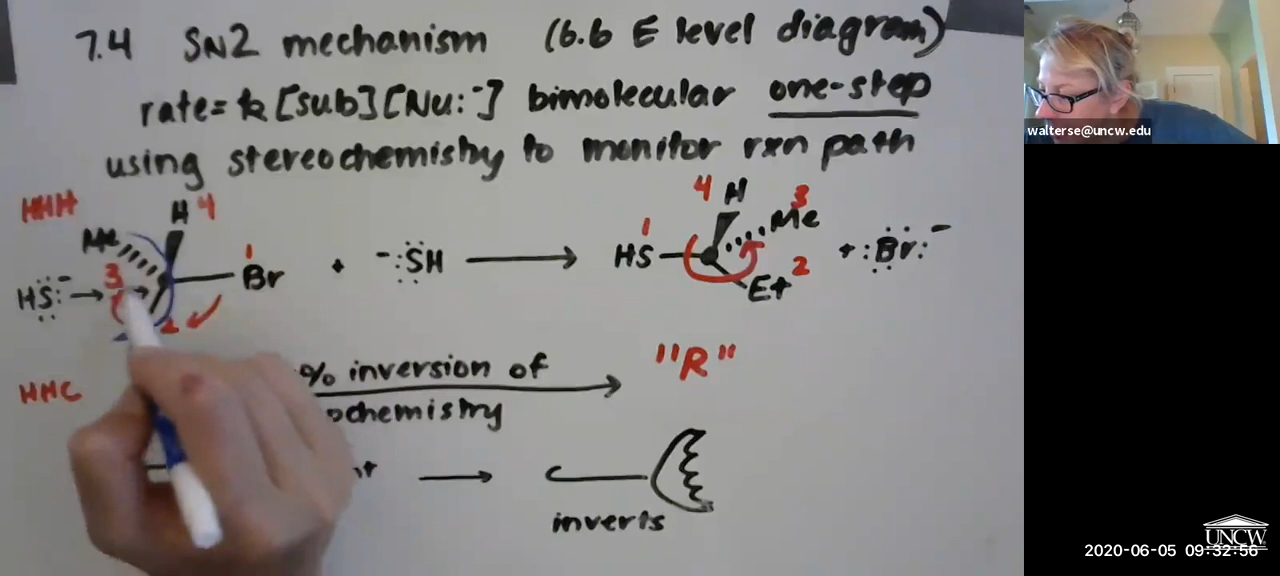 7.4 SN2 mechanism (6.6 E level diagram)
rate=k[sub][Nu:⁻] bimolecular one-step
using stereochemistry to monitor rxn path
walterse@uncw.edu
HHH
Me H 4
3
1
Br
HS:⁻ → →
+ ⁻:SH →
4 H 3
Me
1
HS
Et 2
+ :Br:⁻
HHC
% inversion of
ochemistry
"R"
→
inverts
UNCW
2020-06-05 09:32:56